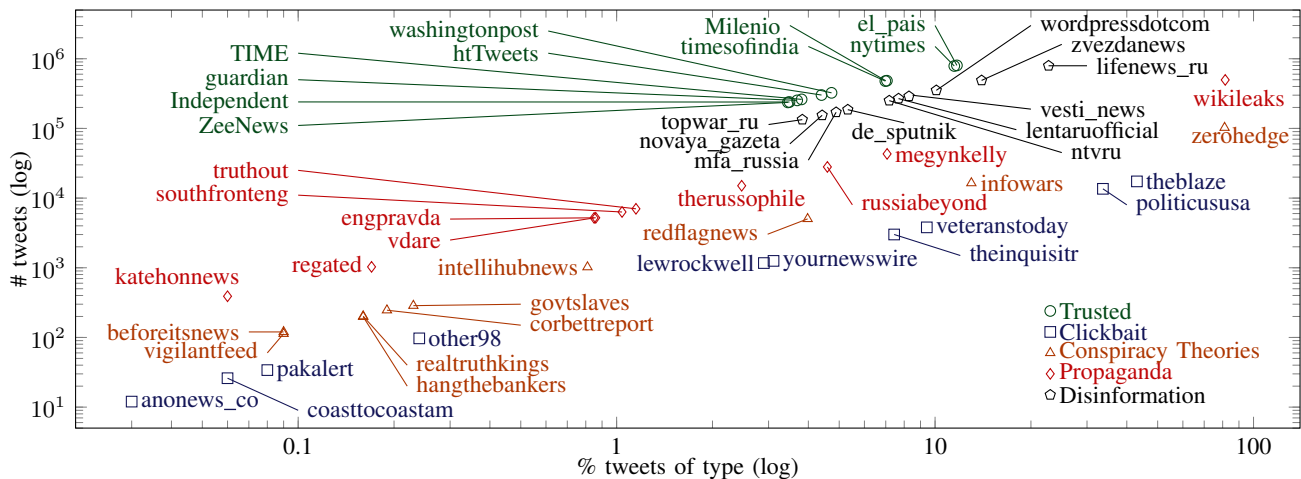 washingtonpost
Milenio
el_pais
wordpressdotcom
TIME
htTweets
timesofindia
nytimes
zvezdanews
guardian
lifenews_ru
Independent
wikileaks
ZeeNews
topwar_ru
vesti_news
novaya_gazeta
de_sputnik
lentaruofficial
zerohedge
mfa_russia
megynkelly
ntvru
truthout
southfronteng
therussophile
russiabeyond
infowars
theblaze
politicususa
engpravda
vdare
redflagnews
veteranstoday
theinquisitr
katehonnews
regated
intellihubnews
lewrockwell
yournewswire
beforeitsnews
vigilantfeed
govtslaves
corbettreport
other98
realtruthkings
hangthebankers
pakalert
anonews_co
coasttocoastam
Trusted
Clickbait
Conspiracy Theories
Propaganda
Disinformation
10^6
10^5
10^4
10^3
10^2
10^1
# tweets (log)
0.1
1
10
100
% tweets of type (log)